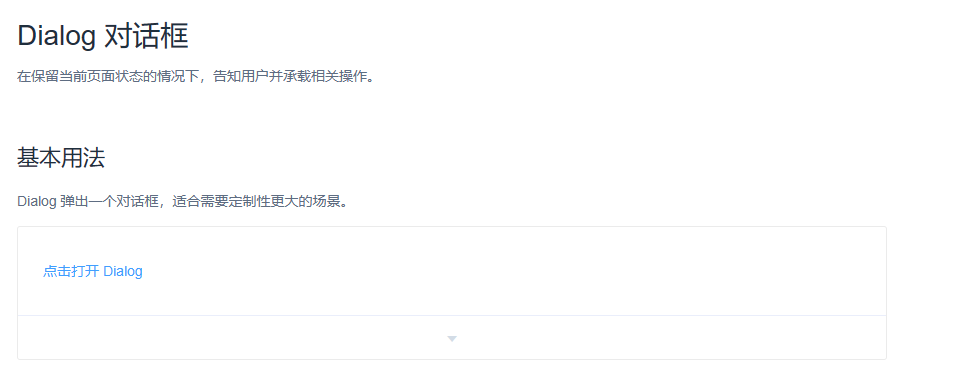 Dialog 对话框
在保留当前页面状态的情况下，告知用户并承载相关操作。
基本用法
Dialog 弹出一个对话框，适合需要定制性更大的场景。
点击打开 Dialog